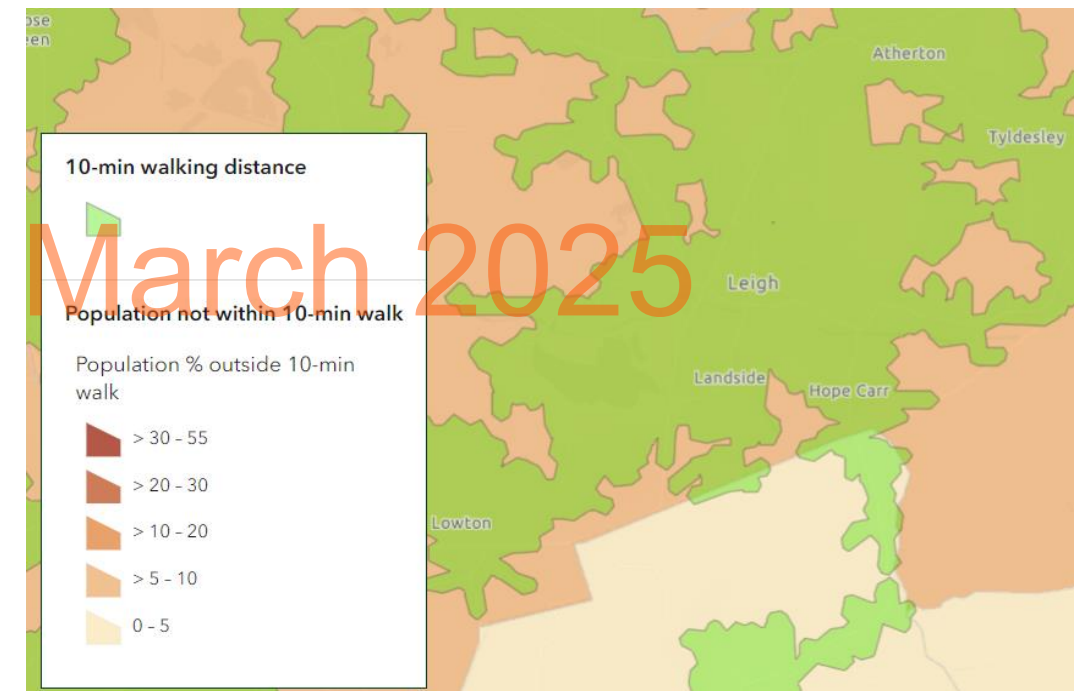 ose
een
Atherton
Tyldesley
10-min walking distance
March 2025
Leigh
Population not within 10-min walk
Population % outside 10-min
walk
Landside
Hope Carr
> 30 - 55
> 20 - 30
Lowton
> 10 - 20
> 5 - 10
0 - 5